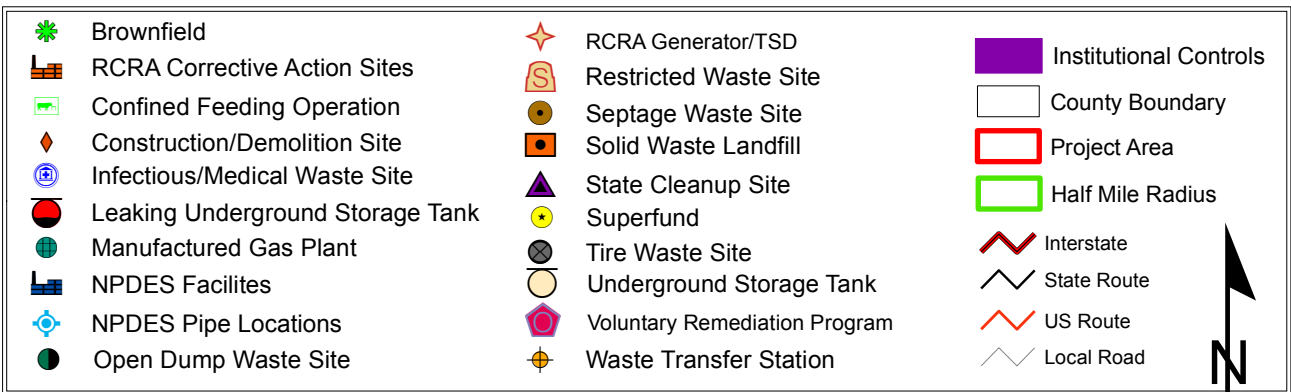 Brownfield
RCRA Corrective Action Sites
Confined Feeding Operation
Construction/Demolition Site
Infectious/Medical Waste Site
Leaking Underground Storage Tank
Manufactured Gas Plant
NPDES Facilites
NPDES Pipe Locations
Open Dump Waste Site
RCRA Generator/TSD
S Restricted Waste Site
Septage Waste Site
Solid Waste Landfill
State Cleanup Site
Superfund
Tire Waste Site
Underground Storage Tank
Voluntary Remediation Program
Waste Transfer Station
Institutional Controls
County Boundary
Project Area
Half Mile Radius
Interstate
State Route
US Route
Local Road
N